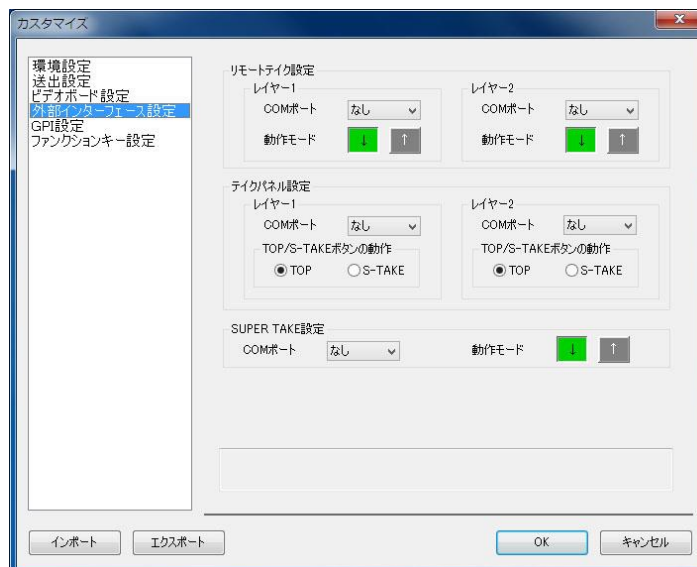 カスタマイズ
環境設定
送出設定
ビデオボード設定
外部インターフェース設定
GPI設定
ファンクションキー設定
リモートテイク設定
レイヤー1
COMポート なし
動作モード ↓ ↑
レイヤー2
COMポート なし
動作モード ↓ ↑
テイクパネル設定
レイヤー1
COMポート なし
TOP/S-TAKEボタンの動作
TOP S-TAKE
レイヤー2
COMポート なし
TOP/S-TAKEボタンの動作
TOP S-TAKE
SUPER TAKE設定
COMポート なし 動作モード ↓ ↑
インポート エクスポート OK キャンセル